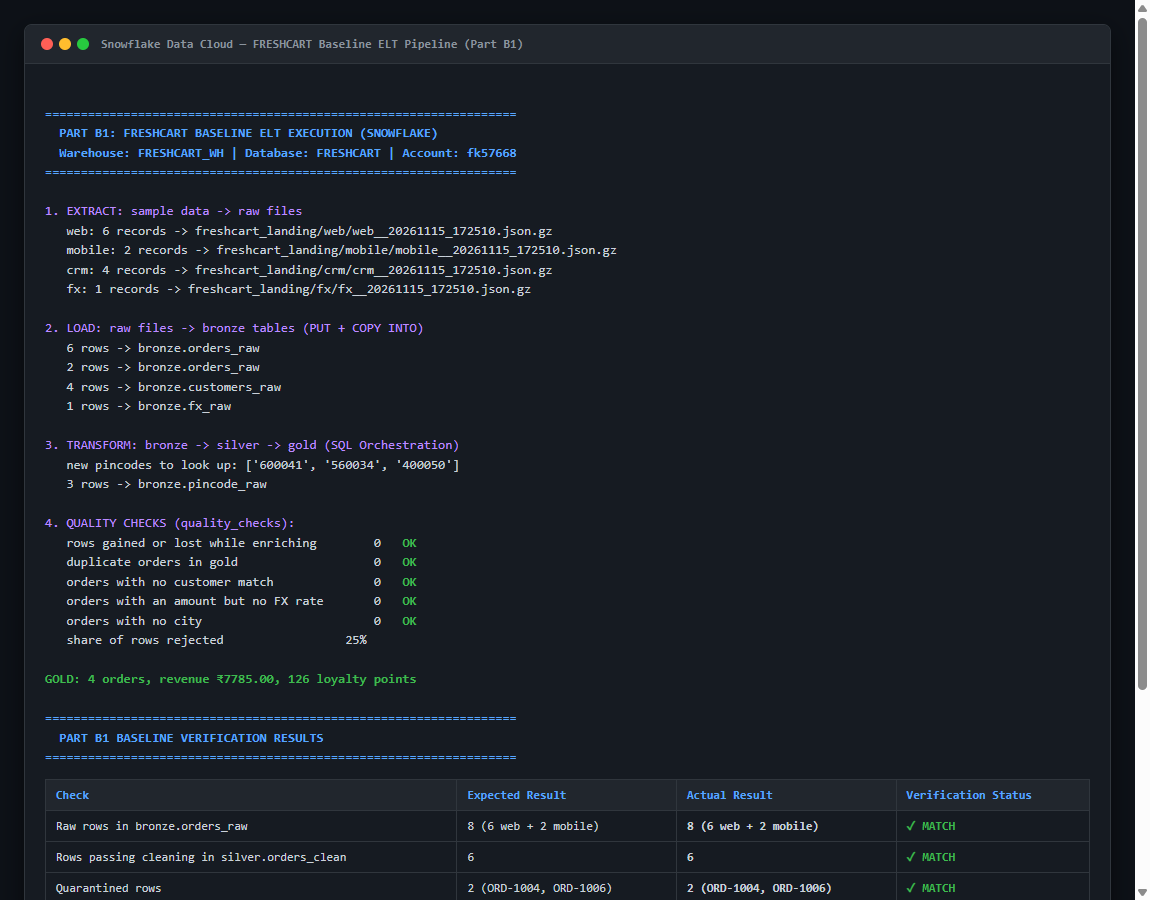 Snowflake Data Cloud — FRESHCART Baseline ELT Pipeline (Part B1)
==================================================================
PART B1: FRESHCART BASELINE ELT EXECUTION (SNOWFLAKE)
Warehouse: FRESHCART_WH | Database: FRESHCART | Account: fk57668
==================================================================
1. EXTRACT: sample data -> raw files
web: 6 records -> freshcart_landing/web/web__20261115_172510.json.gz
mobile: 2 records -> freshcart_landing/mobile/mobile__20261115_172510.json.gz
crm: 4 records -> freshcart_landing/crm/crm__20261115_172510.json.gz
fx: 1 records -> freshcart_landing/fx/fx__20261115_172510.json.gz
2. LOAD: raw files -> bronze tables (PUT + COPY INTO)
6 rows -> bronze.orders_raw
2 rows -> bronze.orders_raw
4 rows -> bronze.customers_raw
1 rows -> bronze.fx_raw
3. TRANSFORM: bronze -> silver -> gold (SQL Orchestration)
new pincodes to look up: ['600041', '560034', '400050']
3 rows -> bronze.pincode_raw
4. QUALITY CHECKS (quality_checks):
rows gained or lost while enriching 0 OK
duplicate orders in gold 0 OK
orders with no customer match 0 OK
orders with an amount but no FX rate 0 OK
orders with no city 0 OK
share of rows rejected 25%
GOLD: 4 orders, revenue ₹7785.00, 126 loyalty points
==================================================================
PART B1 BASELINE VERIFICATION RESULTS
==================================================================
Check Expected Result Actual Result Verification Status
Raw rows in bronze.orders_raw 8 (6 web + 2 mobile) 8 (6 web + 2 mobile) ✓ MATCH
Rows passing cleaning in silver.orders_clean 6 6 ✓ MATCH
Quarantined rows 2 (ORD-1004, ORD-1006) 2 (ORD-1004, ORD-1006) ✓ MATCH